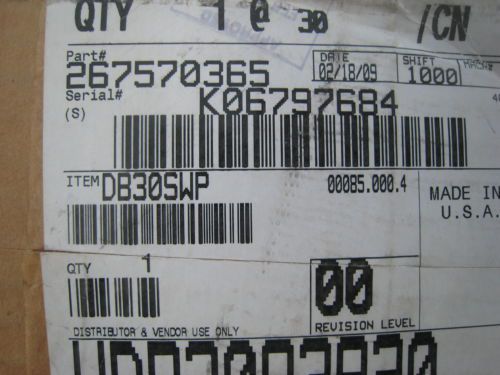 QTY 1 @ 30 /CN
Part#
267570365
DATE
02/18/09
SHIFT
1000
Serial#
K06797684
(S)
ITEM DB30SWP 00085.000.4
MADE IN
U.S.A.
QTY 1
00
REVISION LEVEL
DISTRIBUTOR & VENDOR USE ONLY